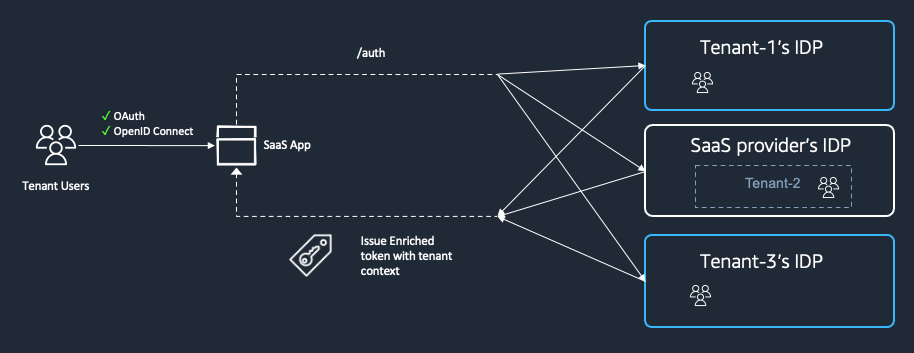 /auth
Tenant-1's IDP
✓ OAuth
✓ OpenID Connect
SaaS App
Tenant Users
SaaS provider's IDP
Tenant-2
Issue Enriched
token with tenant
context
Tenant-3's IDP